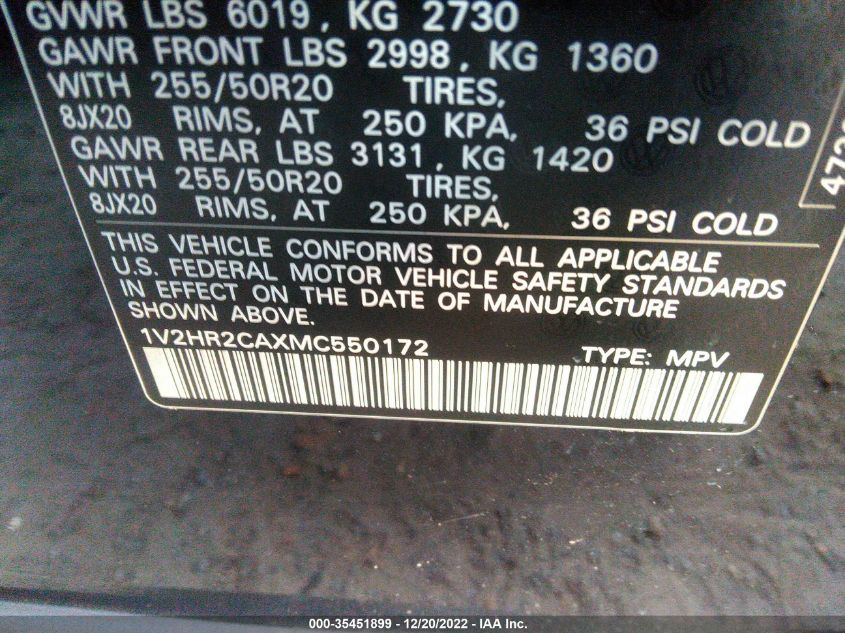 GVWR LBS 6019, KG 2730
GAWR FRONT LBS 2998, KG 1360
WITH 255/50R20 TIRES,
8JX20 RIMS, AT 250 KPA, 36 PSI COLD
GAWR REAR LBS 3131, KG 1420
WITH 255/50R20 TIRES,
8JX20 RIMS, AT 250 KPA, 36 PSI COLD
THIS VEHICLE CONFORMS TO ALL APPLICABLE
U.S. FEDERAL MOTOR VEHICLE SAFETY STANDARDS
IN EFFECT ON THE DATE OF MANUFACTURE
SHOWN ABOVE.
1V2HR2CAXMC550172 TYPE: MPV
000-35451899 - 12/20/2022 - IAA Inc.